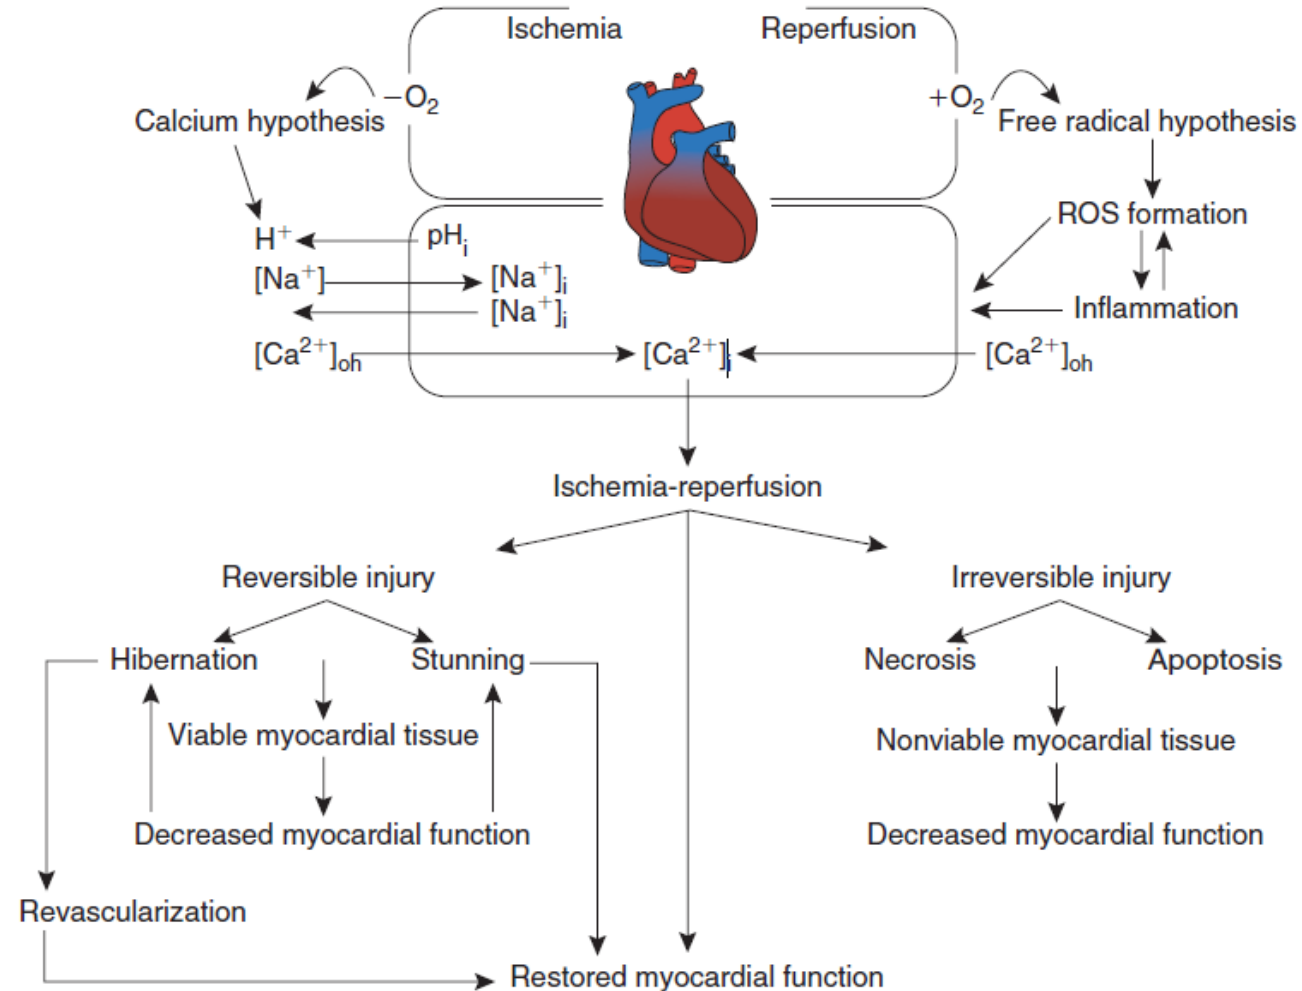 Ischemia
Reperfusion
−O2
+O2
Calcium hypothesis
Free radical hypothesis
ROS formation
H+
pHi
[Na+]
[Na+]i
[Na+]i
Inflammation
[Ca2+]oh
[Ca2+]i
[Ca2+]oh
Ischemia-reperfusion
Reversible injury
Irreversible injury
Hibernation
Stunning
Necrosis
Apoptosis
Viable myocardial tissue
Nonviable myocardial tissue
Decreased myocardial function
Decreased myocardial function
Revascularization
Restored myocardial function